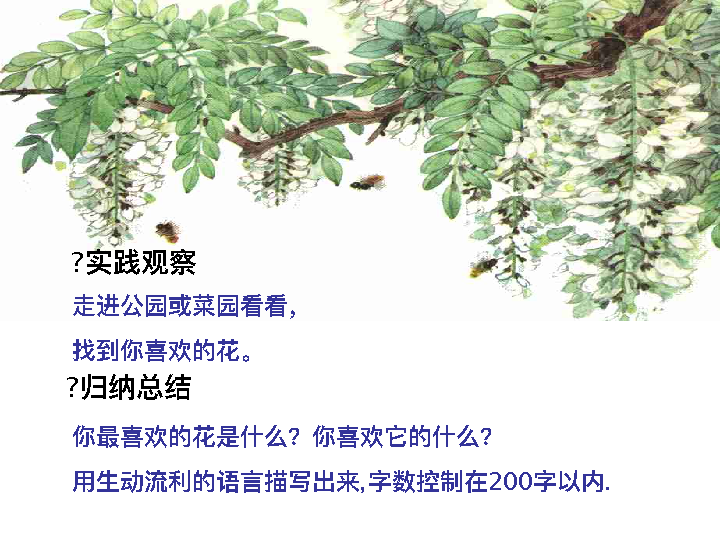 ?实践观察
走进公园或菜园看看，
找到你喜欢的花。
?归纳总结
你最喜欢的花是什么？你喜欢它的什么？
用生动流利的语言描写出来,字数控制在200字以内.